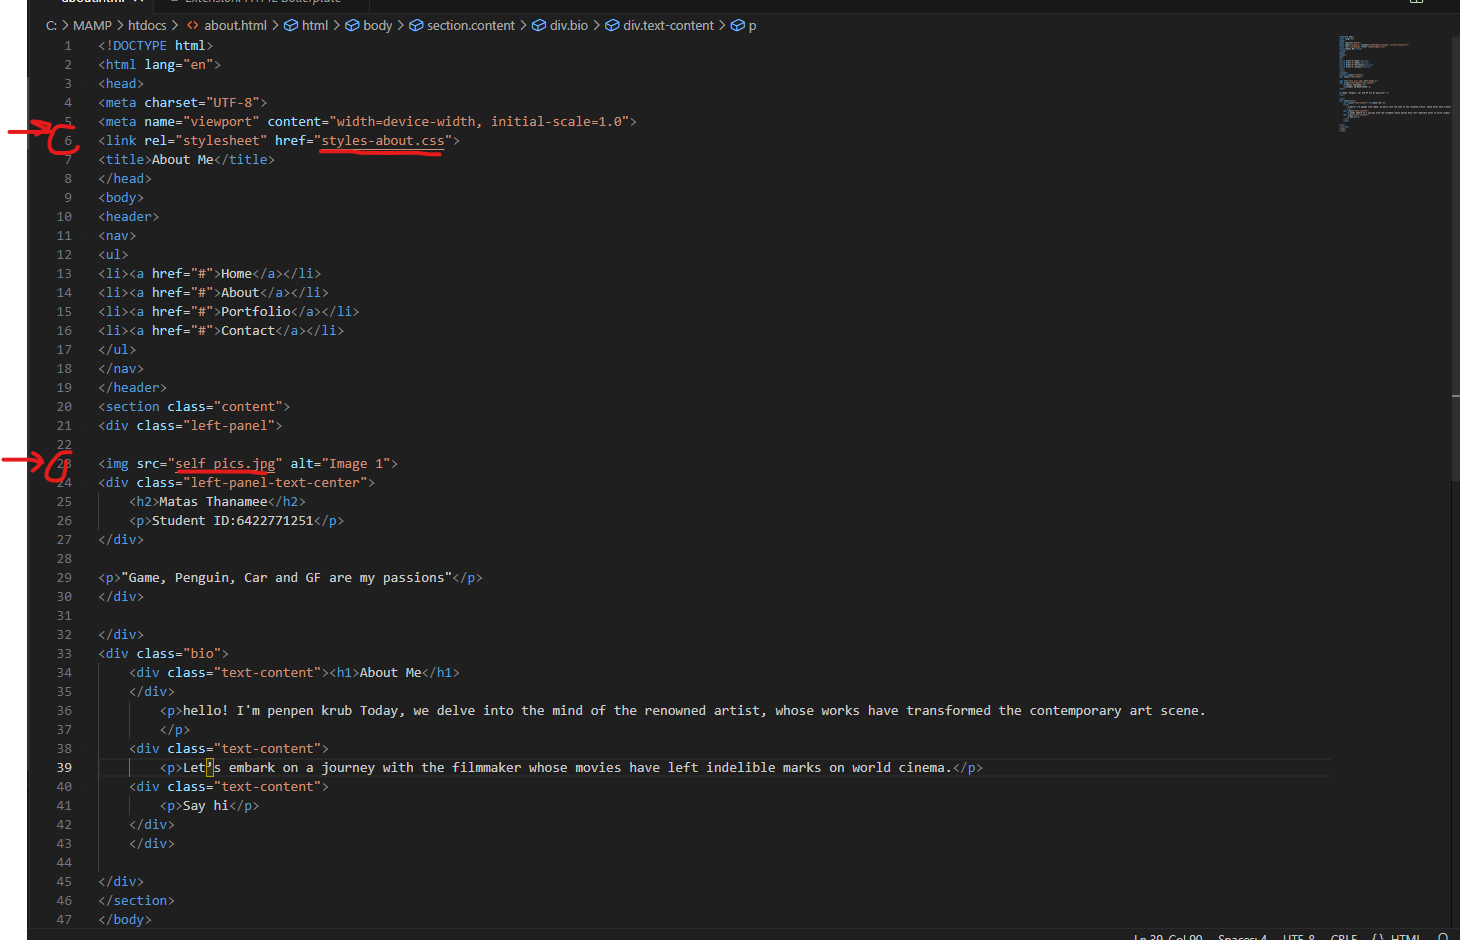 C: > MAMP > htdocs > <> about.html > html > body > section.content > div.bio > div.text-content > p
1 <!DOCTYPE html>
2 <html lang="en">
3 <head>
4 <meta charset="UTF-8">
5 <meta name="viewport" content="width=device-width, initial-scale=1.0">
6 <link rel="stylesheet" href="styles-about.css">
7 <title>About Me</title>
8 </head>
9 <body>
10 <header>
11 <nav>
12 <ul>
13 <li><a href="#">Home</a></li>
14 <li><a href="#">About</a></li>
15 <li><a href="#">Portfolio</a></li>
16 <li><a href="#">Contact</a></li>
17 </ul>
18 </nav>
19 </header>
20 <section class="content">
21 <div class="left-panel">
22
23 <img src="self pics.jpg" alt="Image 1">
24 <div class="left-panel-text-center">
25 <h2>Matas Thanamee</h2>
26 <p>Student ID:6422771251</p>
27 </div>
28
29 <p>"Game, Penguin, Car and GF are my passions"</p>
30 </div>
31
32 </div>
33 <div class="bio">
34 <div class="text-content"><h1>About Me</h1>
35 </div>
36 <p>hello! I'm penpen krub Today, we delve into the mind of the renowned artist, whose works have transformed the contemporary art scene.
37 </p>
38 <div class="text-content">
39 <p>Let’s embark on a journey with the filmmaker whose movies have left indelible marks on world cinema.</p>
40 <div class="text-content">
41 <p>Say hi</p>
42 </div>
43 </div>
44
45 </div>
46 </section>
47 </body>
Ln 39, Col 90 Spaces: 4 UTF-8 CRLF {} HTML